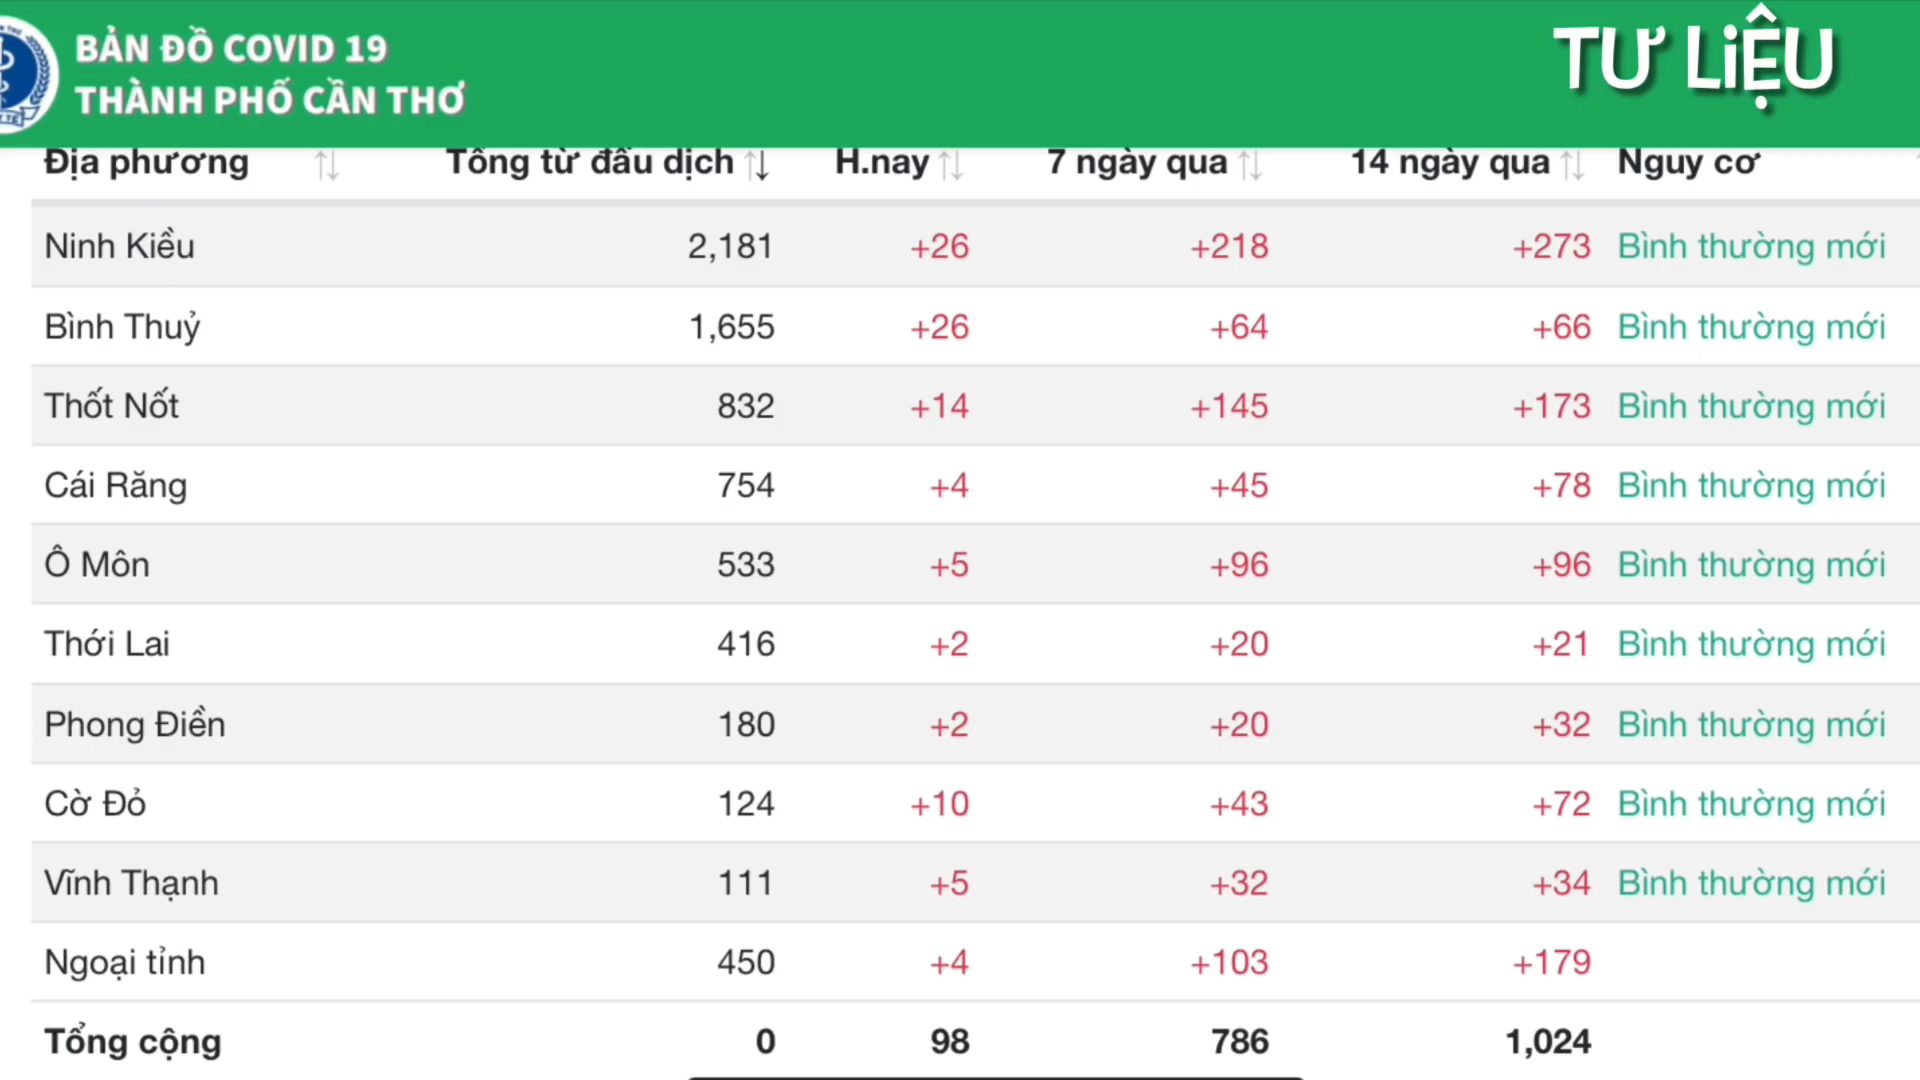 BẢN ĐỒ COVID 19
THÀNH PHỐ CẦN THƠ
TƯ LiỆU
Y TẾ
Địa phương Tổng từ đầu dịch H.nay 7 ngày qua 14 ngày qua Nguy cơ
Ninh Kiều 2,181 +26 +218 +273 Bình thường mới
Bình Thuỷ 1,655 +26 +64 +66 Bình thường mới
Thốt Nốt 832 +14 +145 +173 Bình thường mới
Cái Răng 754 +4 +45 +78 Bình thường mới
Ô Môn 533 +5 +96 +96 Bình thường mới
Thới Lai 416 +2 +20 +21 Bình thường mới
Phong Điền 180 +2 +20 +32 Bình thường mới
Cờ Đỏ 124 +10 +43 +72 Bình thường mới
Vĩnh Thạnh 111 +5 +32 +34 Bình thường mới
Ngoại tỉnh 450 +4 +103 +179
Tổng cộng 0 98 786 1,024